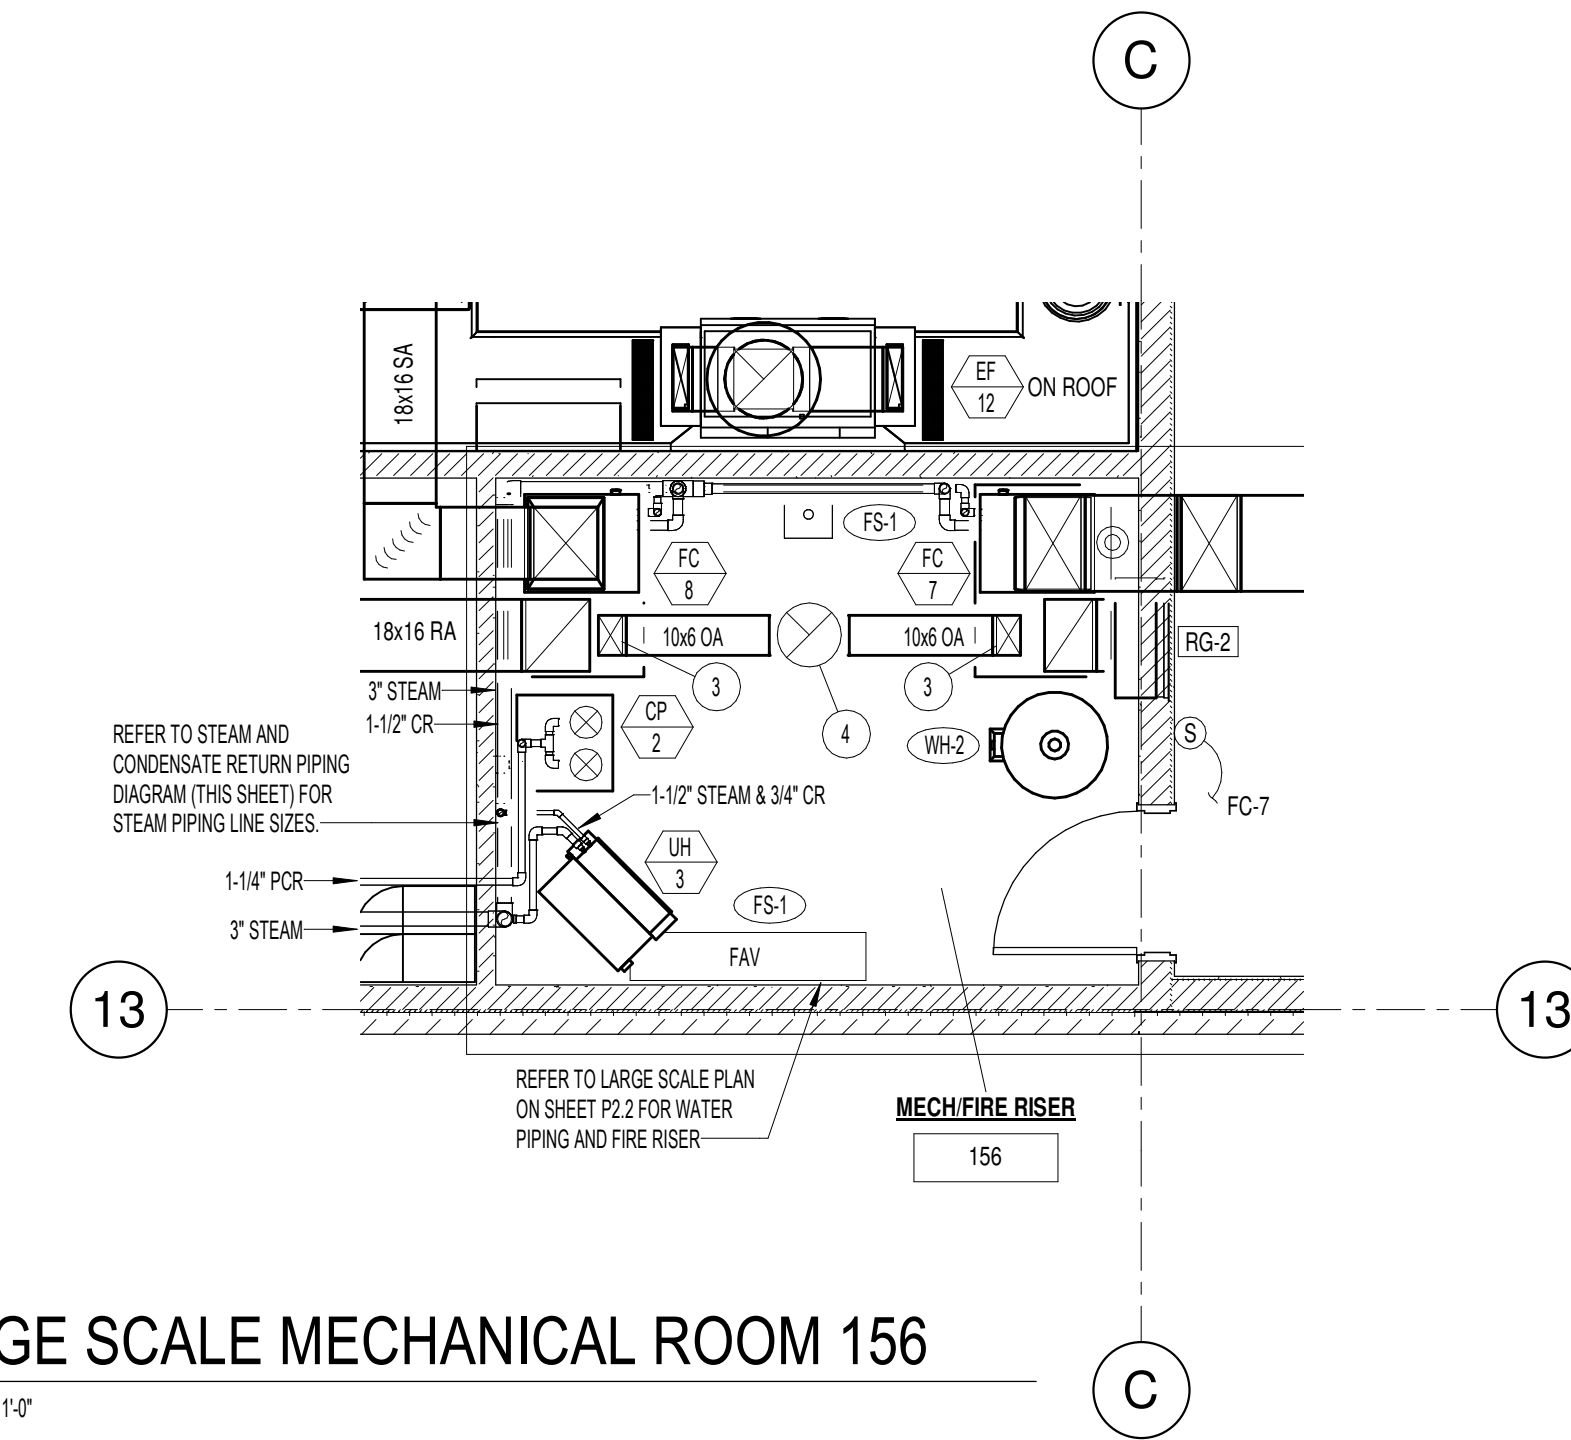 C
18x16 SA
EF
12
ON ROOF
FS-1
FC
8
FC
7
18x16 RA
10x6 OA
10x6 OA
RG-2
3
3
3" STEAM
1-1/2" CR
CP
2
4
WH-2
S
REFER TO STEAM AND
CONDENSATE RETURN PIPING
DIAGRAM (THIS SHEET) FOR
STEAM PIPING LINE SIZES.
1-1/2" STEAM & 3/4" CR
FC-7
UH
3
1-1/4" PCR
FS-1
3" STEAM
FAV
13
13
REFER TO LARGE SCALE PLAN
ON SHEET P2.2 FOR WATER
PIPING AND FIRE RISER
MECH/FIRE RISER
156
GE SCALE MECHANICAL ROOM 156
1'-0"
C